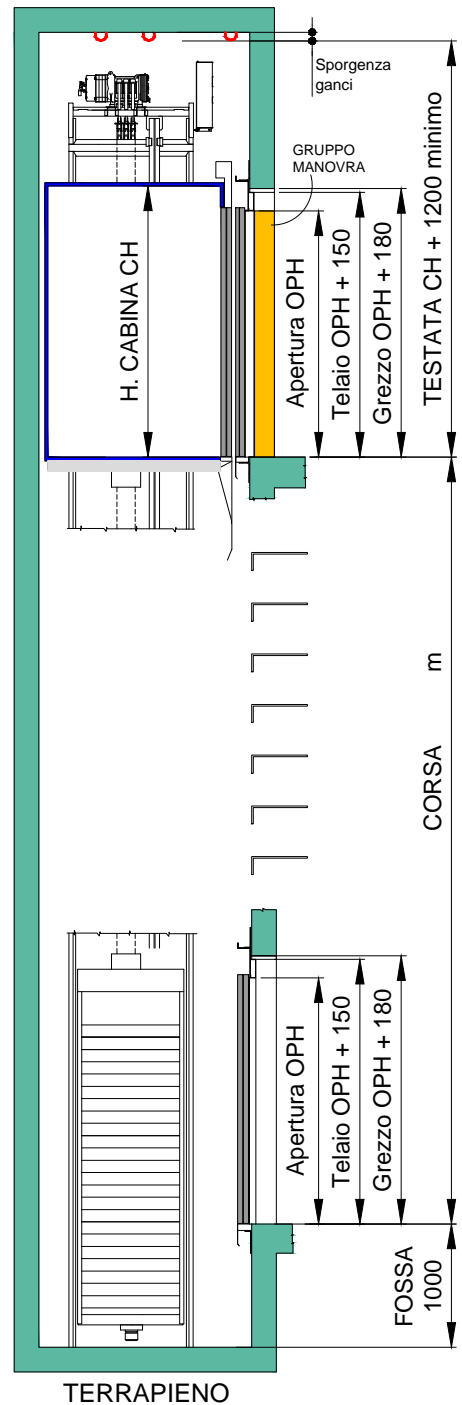 Sporgenza
ganci
GRUPPO
MANOVRA
H. CABINA CH
Apertura OPH
Telaio OPH + 150
Grezzo OPH + 180
TESTATA CH + 1200 minimo
m
CORSA
Apertura OPH
Telaio OPH + 150
Grezzo OPH + 180
FOSSA
1000
TERRAPIENO